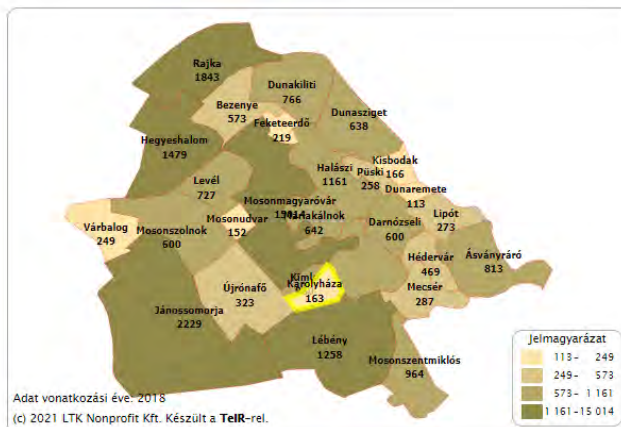 Rajka
1843
Dunakiliti
766
Bezenye
573
Feketeerdő
219
Dunasziget
638
Hegyeshalom
1479
Halászi
1161
Kisbodak
166
Püski
258
Levél
727
Dunaremete
113
Mosonmagyaróvár
Lipót
273
Várbalog
249
Mosonszolnok
600
Mosonudvar
152
642
Darnózseli
600
Hédervár
469
Ásványráró
813
Újrónafő
323
Károlyháza
163
Mecsér
287
Jánossomorja
2229
Lébény
1258
Mosonszentmiklós
964
Jelmagyarázat
113- 249
249- 573
573- 1 161
1 161-15 014
Adat vonatkozási éve: 2018
(c) 2021 LTK Nonprofit Kft. Készült a TeIR-rel.